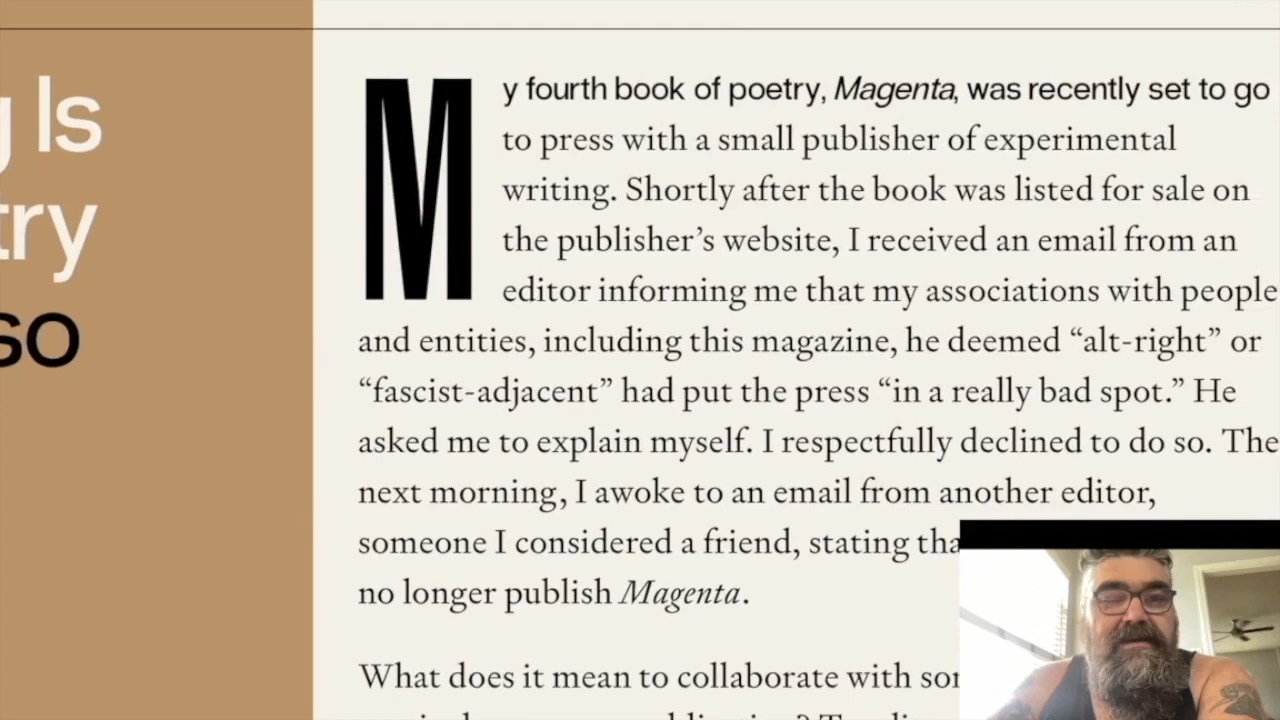 Is
try
so
My fourth book of poetry, Magenta, was recently set to go
to press with a small publisher of experimental
writing. Shortly after the book was listed for sale on
the publisher’s website, I received an email from an
editor informing me that my associations with people
and entities, including this magazine, he deemed “alt-right” or
“fascist-adjacent” had put the press “in a really bad spot.” He
asked me to explain myself. I respectfully declined to do so. The
next morning, I awoke to an email from another editor,
someone I considered a friend, stating
no longer publish Magenta.
What does it mean to collaborate with